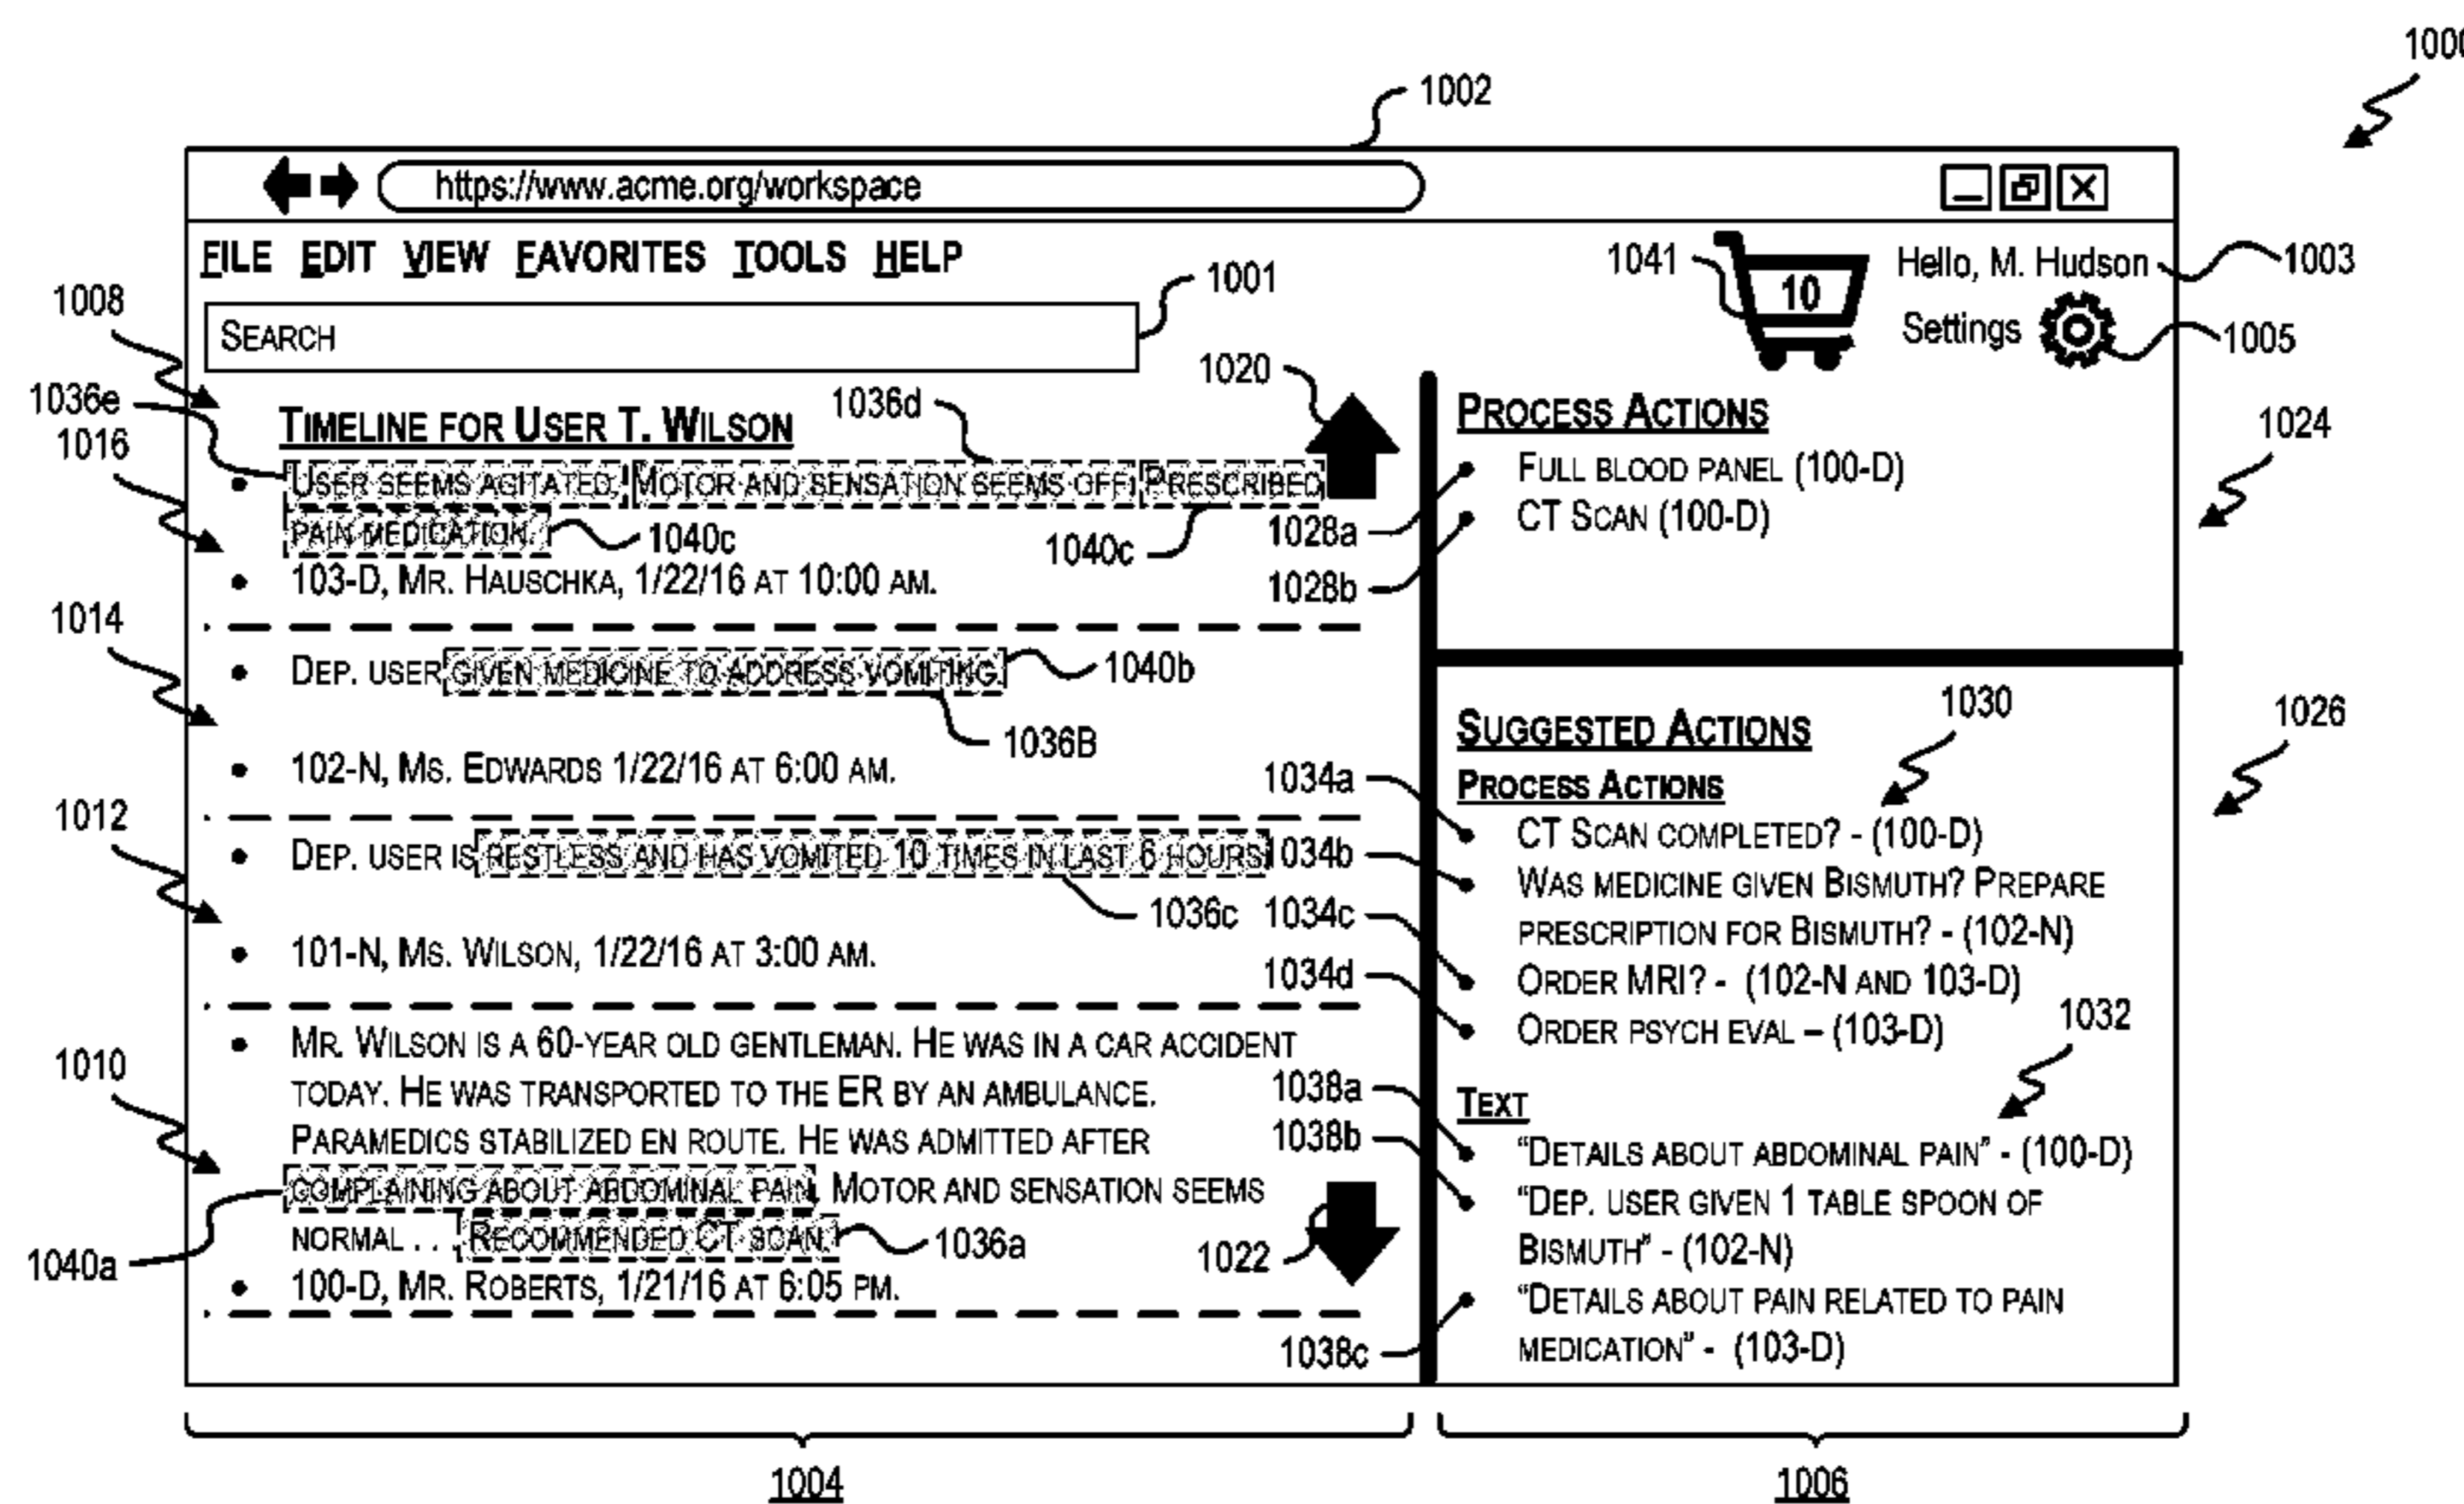 100
1002
https://www.acme.org/workspace
FILE EDIT VIEW FAVORITES TOOLS HELP
1041
10
Hello, M. Hudson
1003
1008
SEARCH
1001
Settings
1005
1036e
1020
1016
TIMELINE FOR USER T. WILSON
1036d
USER SEEMS AGITATED. MOTOR AND SENSATION SEEMS OFF. PRESCRIBED
PAIN MEDICATION.
1040c
1040c
103-D, MR. HAUSCHKA, 1/22/16 AT 10:00 AM.
1014
DEP. USER GIVEN MEDICINE TO ADDRESS VOMITING.
1040b
1036B
102-N, MS. EDWARDS 1/22/16 AT 6:00 AM.
1012
DEP. USER IS RESTLESS AND HAS VOMITED 10 TIMES IN LAST 6 HOURS
1036c
101-N, MS. WILSON, 1/22/16 AT 3:00 AM.
1010
MR. WILSON IS A 60-YEAR OLD GENTLEMAN. HE WAS IN A CAR ACCIDENT
TODAY. HE WAS TRANSPORTED TO THE ER BY AN AMBULANCE.
PARAMEDICS STABILIZED EN ROUTE. HE WAS ADMITTED AFTER
COMPLAINING ABOUT ABDOMINAL PAIN. MOTOR AND SENSATION SEEMS
NORMAL . . . RECOMMENDED CT SCAN.
1036a
1040a
1022
100-D, MR. ROBERTS, 1/21/16 AT 6:05 PM.
PROCESS ACTIONS
1024
1028a
FULL BLOOD PANEL (100-D)
1028b
CT SCAN (100-D)
1030
1026
SUGGESTED ACTIONS
PROCESS ACTIONS
1034a
CT SCAN COMPLETED? - (100-D)
1034b
WAS MEDICINE GIVEN BISMUTH? PREPARE
PRESCRIPTION FOR BISMUTH? - (102-N)
1034c
ORDER MRI? - (102-N AND 103-D)
1034d
ORDER PSYCH EVAL – (103-D)
1032
TEXT
1038a
“DETAILS ABOUT ABDOMINAL PAIN” - (100-D)
1038b
“DEP. USER GIVEN 1 TABLE SPOON OF
BISMUTH” - (102-N)
1038c
“DETAILS ABOUT PAIN RELATED TO PAIN
MEDICATION” - (103-D)
1004
1006